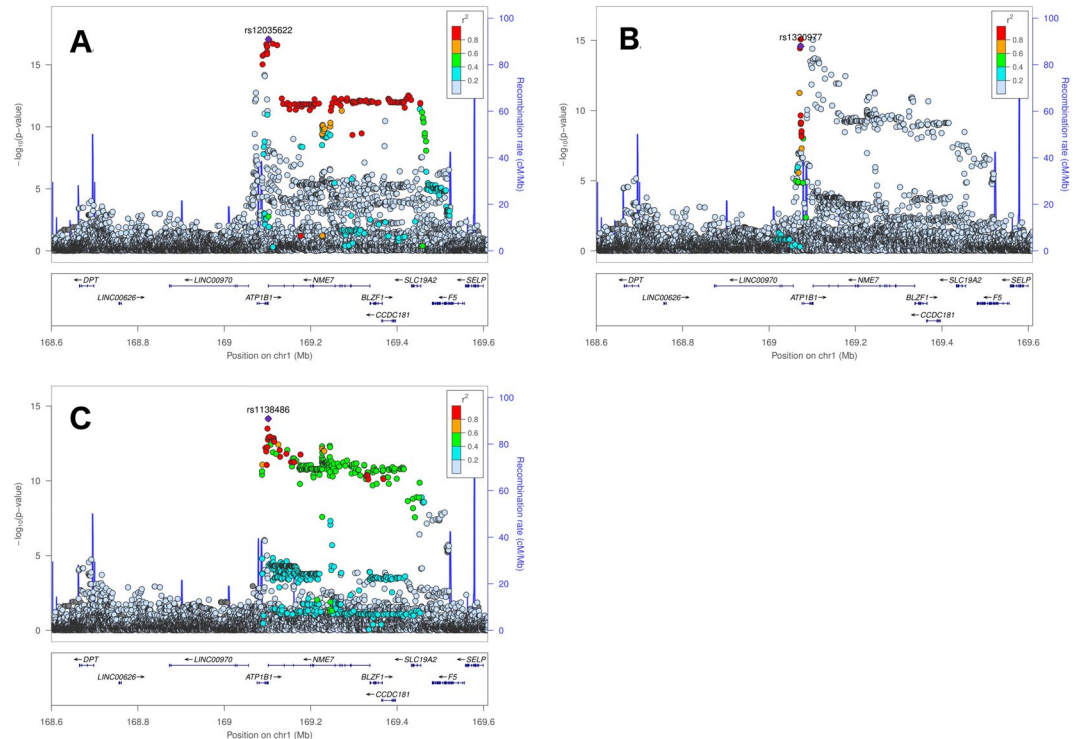 A
rs12035622
r²
0.8
0.6
0.4
0.2
15
10
5
0
−log₁₀(p−value)
100
80
60
40
20
0
Recombination rate (cM/Mb)
←DPT
←LINC00970
←NME7
←SLC19A2
←SELP
LINC00626→
ATP1B1→
BLZF1→
←F5
←CCDC181
168.6
168.8
169
169.2
169.4
169.6
Position on chr1 (Mb)
B
rs1320977
r²
0.8
0.6
0.4
0.2
15
10
5
0
−log₁₀(p−value)
100
80
60
40
20
0
Recombination rate (cM/Mb)
←DPT
←LINC00970
←NME7
←SLC19A2
←SELP
LINC00626→
ATP1B1→
BLZF1→
←F5
←CCDC181
168.6
168.8
169
169.2
169.4
169.6
Position on chr1 (Mb)
C
rs1138486
r²
0.8
0.6
0.4
0.2
15
10
5
0
−log₁₀(p−value)
100
80
60
40
20
0
Recombination rate (cM/Mb)
←DPT
←LINC00970
←NME7
←SLC19A2
←SELP
LINC00626→
ATP1B1→
BLZF1→
←F5
←CCDC181
168.6
168.8
169
169.2
169.4
169.6
Position on chr1 (Mb)